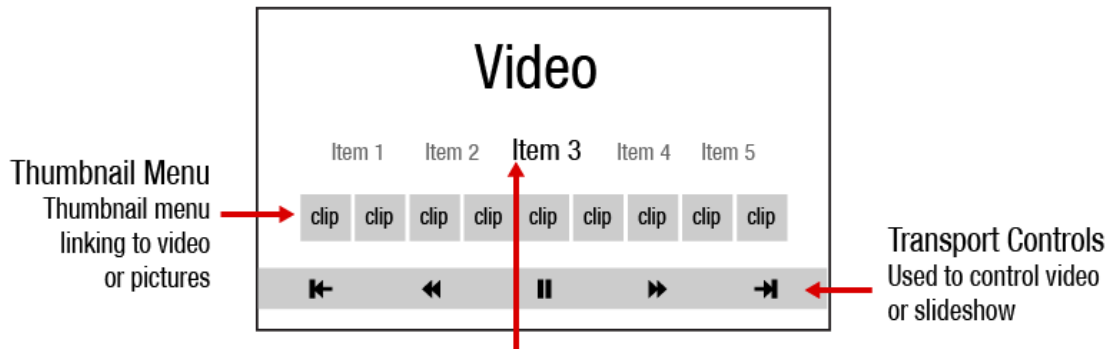 Video
Item 1 Item 2 Item 3 Item 4 Item 5
Thumbnail Menu
Thumbnail menu
linking to video
or pictures
clip clip clip clip clip clip clip clip clip
Transport Controls
Used to control video
or slideshow